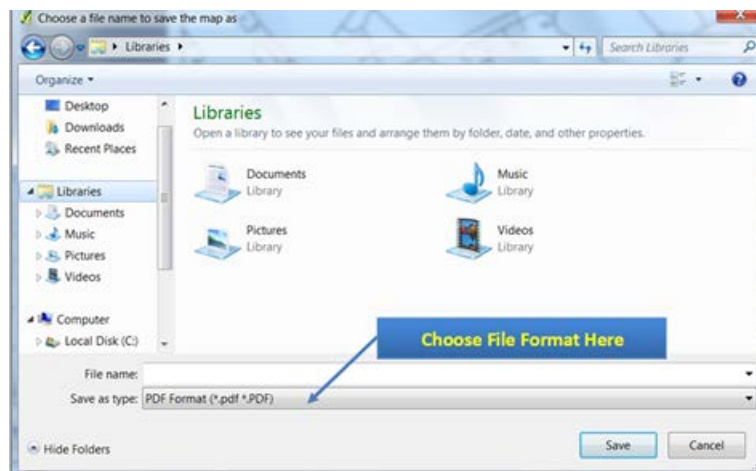 Choose a file name to save the map as
Libraries
Search Libraries
Organize
Desktop
Downloads
Recent Places
Libraries
Documents
Music
Pictures
Videos
Computer
Local Disk (C:)
Libraries
Open a library to see your files and arrange them by folder, date, and other properties.
Documents
Library
Music
Library
Pictures
Library
Videos
Library
Choose File Format Here
File name:
Save as type: PDF Format (*.pdf *.PDF)
Hide Folders
Save
Cancel